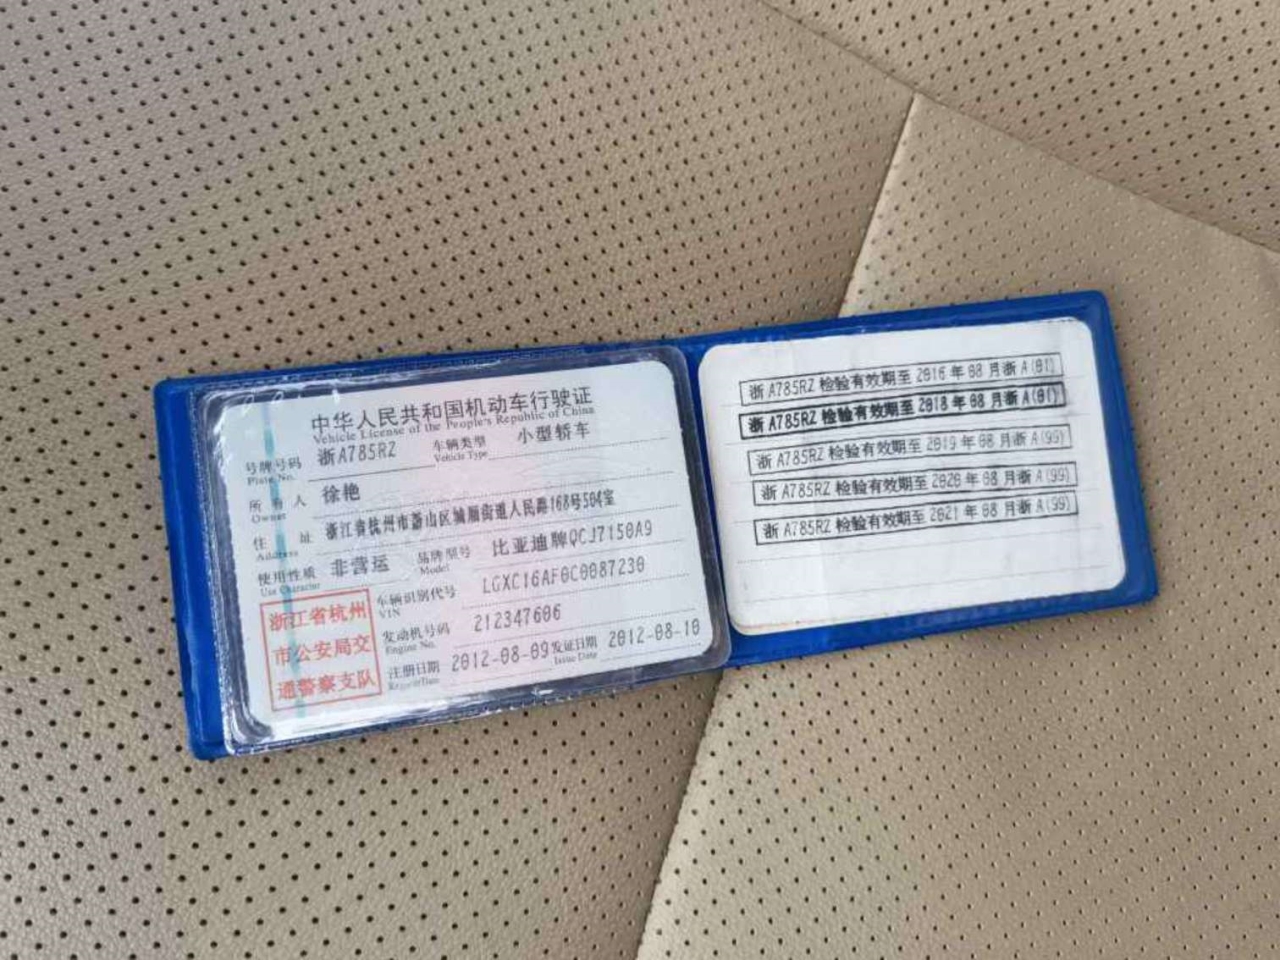 中华人民共和国机动车行驶证
Vehicle License of the People's Republic of China
号牌号码 浙A785RZ 车辆类型 小型轿车
Plate No. Vehicle Type
所有人 徐艳
Owner
住址 浙江省杭州市萧山区城厢街道人民路168号504室
Address
使用性质 非营运 品牌型号 比亚迪牌QCJ7150A9
Use Character Model
车辆识别代号 LGXC16AF0C0087230
VIN
发动机号码 212347606
Engine No.
注册日期 2012-08-09 发证日期 2012-08-10
Register Date Issue Date
浙江省杭州
市公安局交
通警察支队
浙A785RZ 检验有效期至 2016年08月浙A(01)
浙A785RZ 检验有效期至 2018年08月浙A(01)
浙A785RZ 检验有效期至 2019年08月浙A(99)
浙A785RZ 检验有效期至 2020年08月浙A(99)
浙A785RZ 检验有效期至 2021年08月浙A(99)